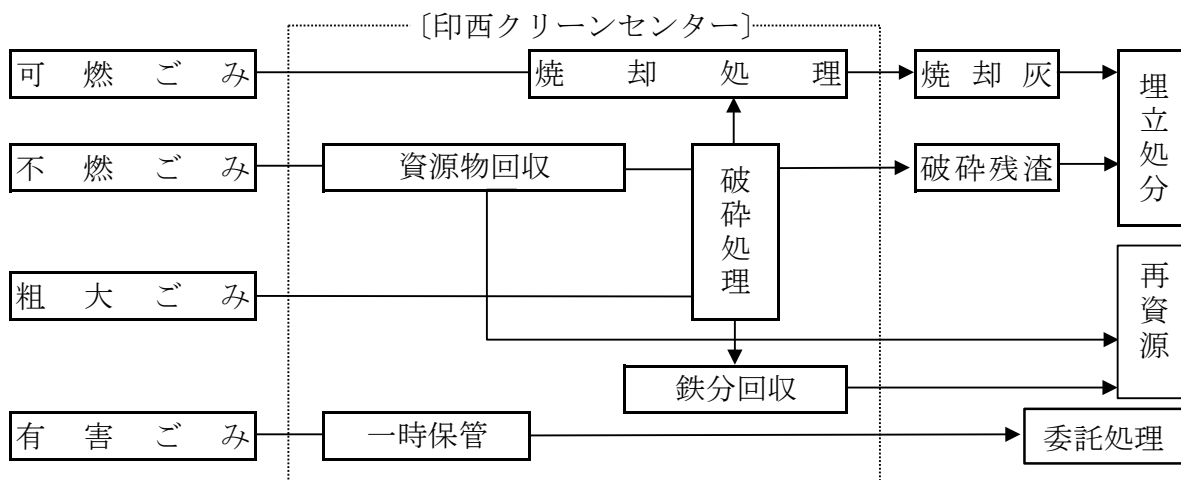 〔印西クリーンセンター〕
可燃ごみ
焼却処理
焼却灰
埋立処分
不燃ごみ
資源物回収
破砕処理
破砕残渣
粗大ごみ
再資源
鉄分回収
有害ごみ
一時保管
委託処理